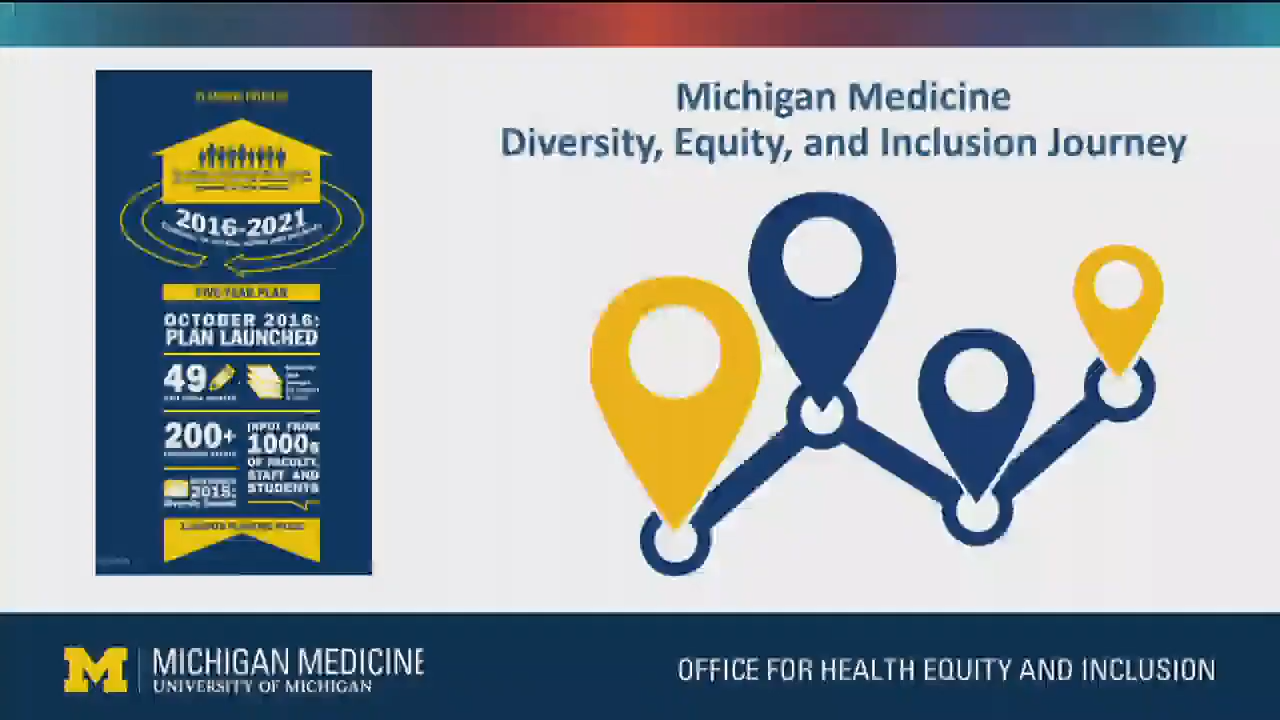 Michigan Medicine
Diversity, Equity, and Inclusion Journey
2016-2021
FIVE-YEAR PLAN
OCTOBER 2016:
PLAN LAUNCHED
49
200+
INPUT FROM
1000s
OF FACULTY,
STAFF AND
STUDENTS
2015:
M
MICHIGAN MEDICINE
UNIVERSITY OF MICHIGAN
OFFICE FOR HEALTH EQUITY AND INCLUSION